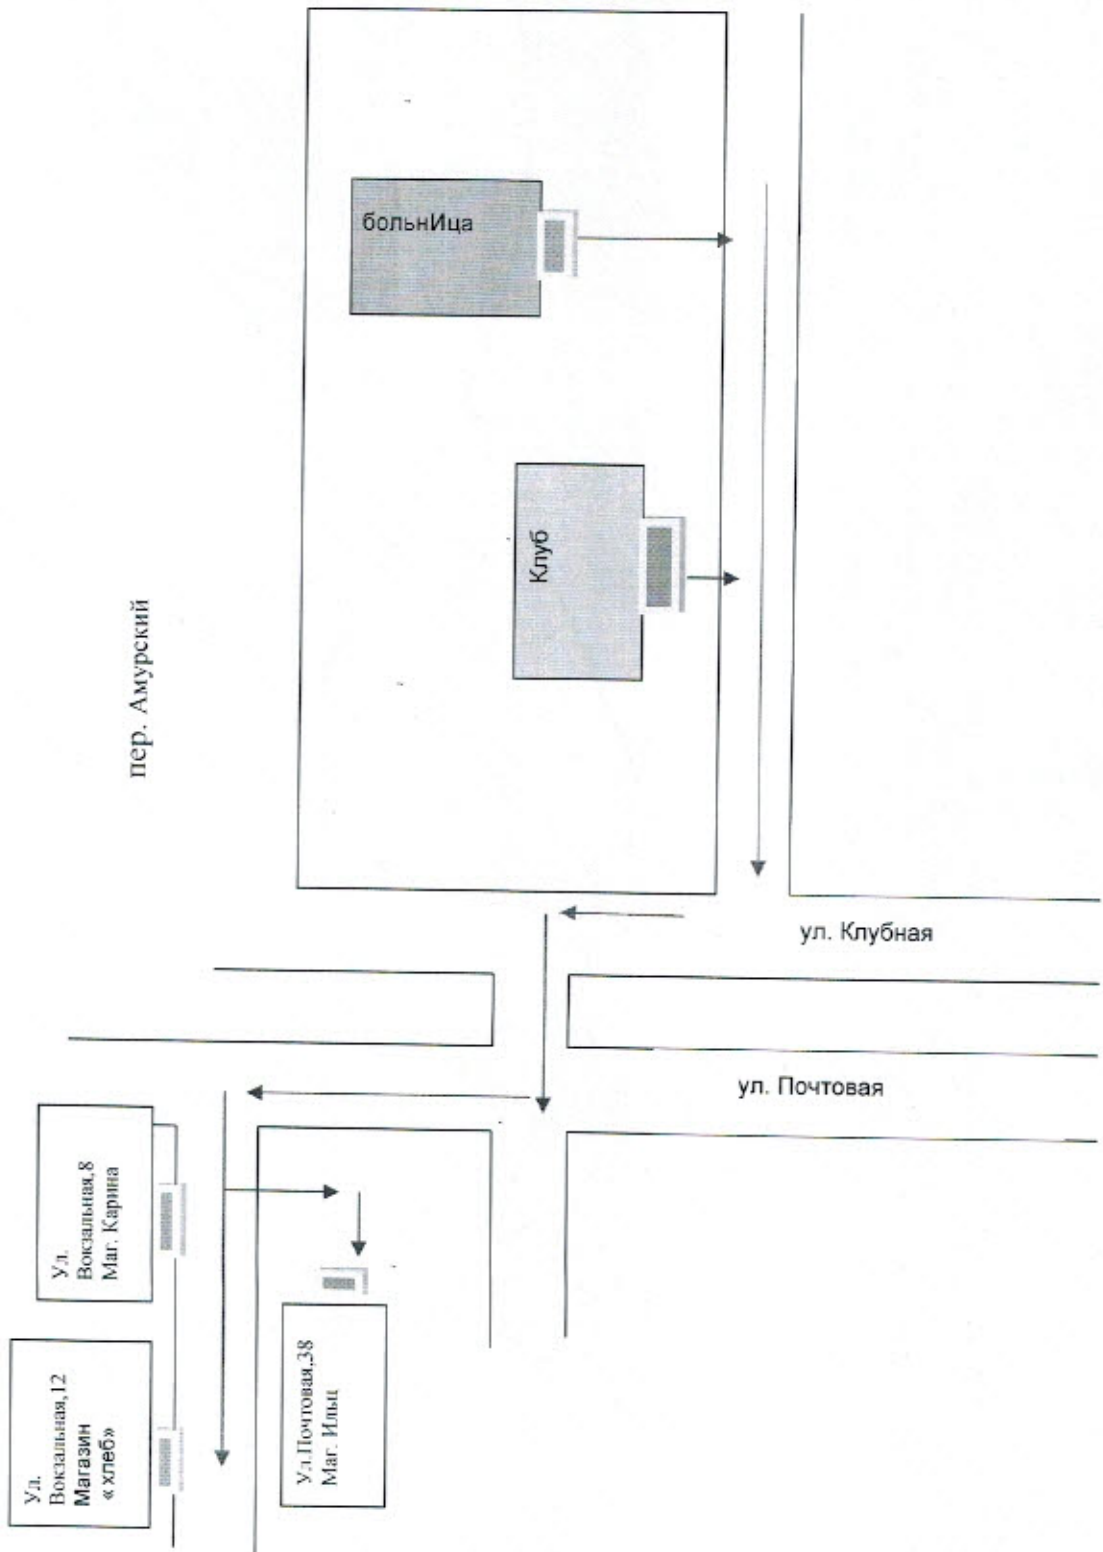 больнИца
Клуб
пер. Амурский
ул. Клубная
ул. Почтовая
Ул.
Вокзальная,8
Маг. Карина
Ул.
Вокзальная,12
Магазин
«хлеб»
Ул.Почтовая,38
Маг. Ильц